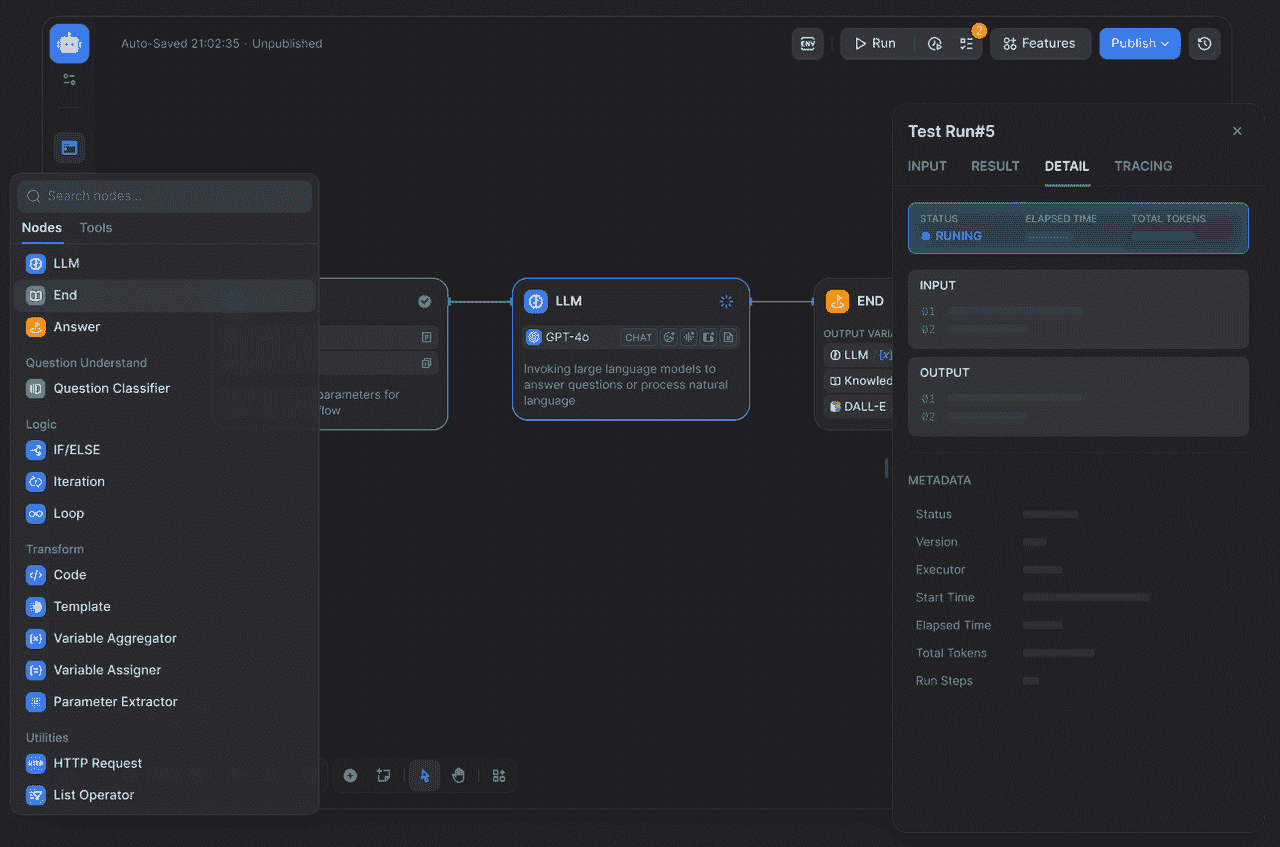 Auto-Saved 21:02:35 · Unpublished
ENV
Run
2
Features
Publish
Search nodes...
Nodes Tools
LLM
End
Answer
Question Understand
Question Classifier
Logic
IF/ELSE
Iteration
Loop
Transform
Code
Template
Variable Aggregator
Variable Assigner
Parameter Extractor
Utilities
HTTP Request
List Operator
parameters for
flow
LLM
GPT-4o CHAT
Invoking large language models to
answer questions or process natural
language
END
OUTPUT VARIA
LLM / [x]
Knowled
DALL-E
Test Run#5
INPUT RESULT DETAIL TRACING
STATUS ELAPSED TIME TOTAL TOKENS
RUNING
INPUT
01
02
OUTPUT
01
02
METADATA
Status
Version
Executor
Start Time
Elapsed Time
Total Tokens
Run Steps